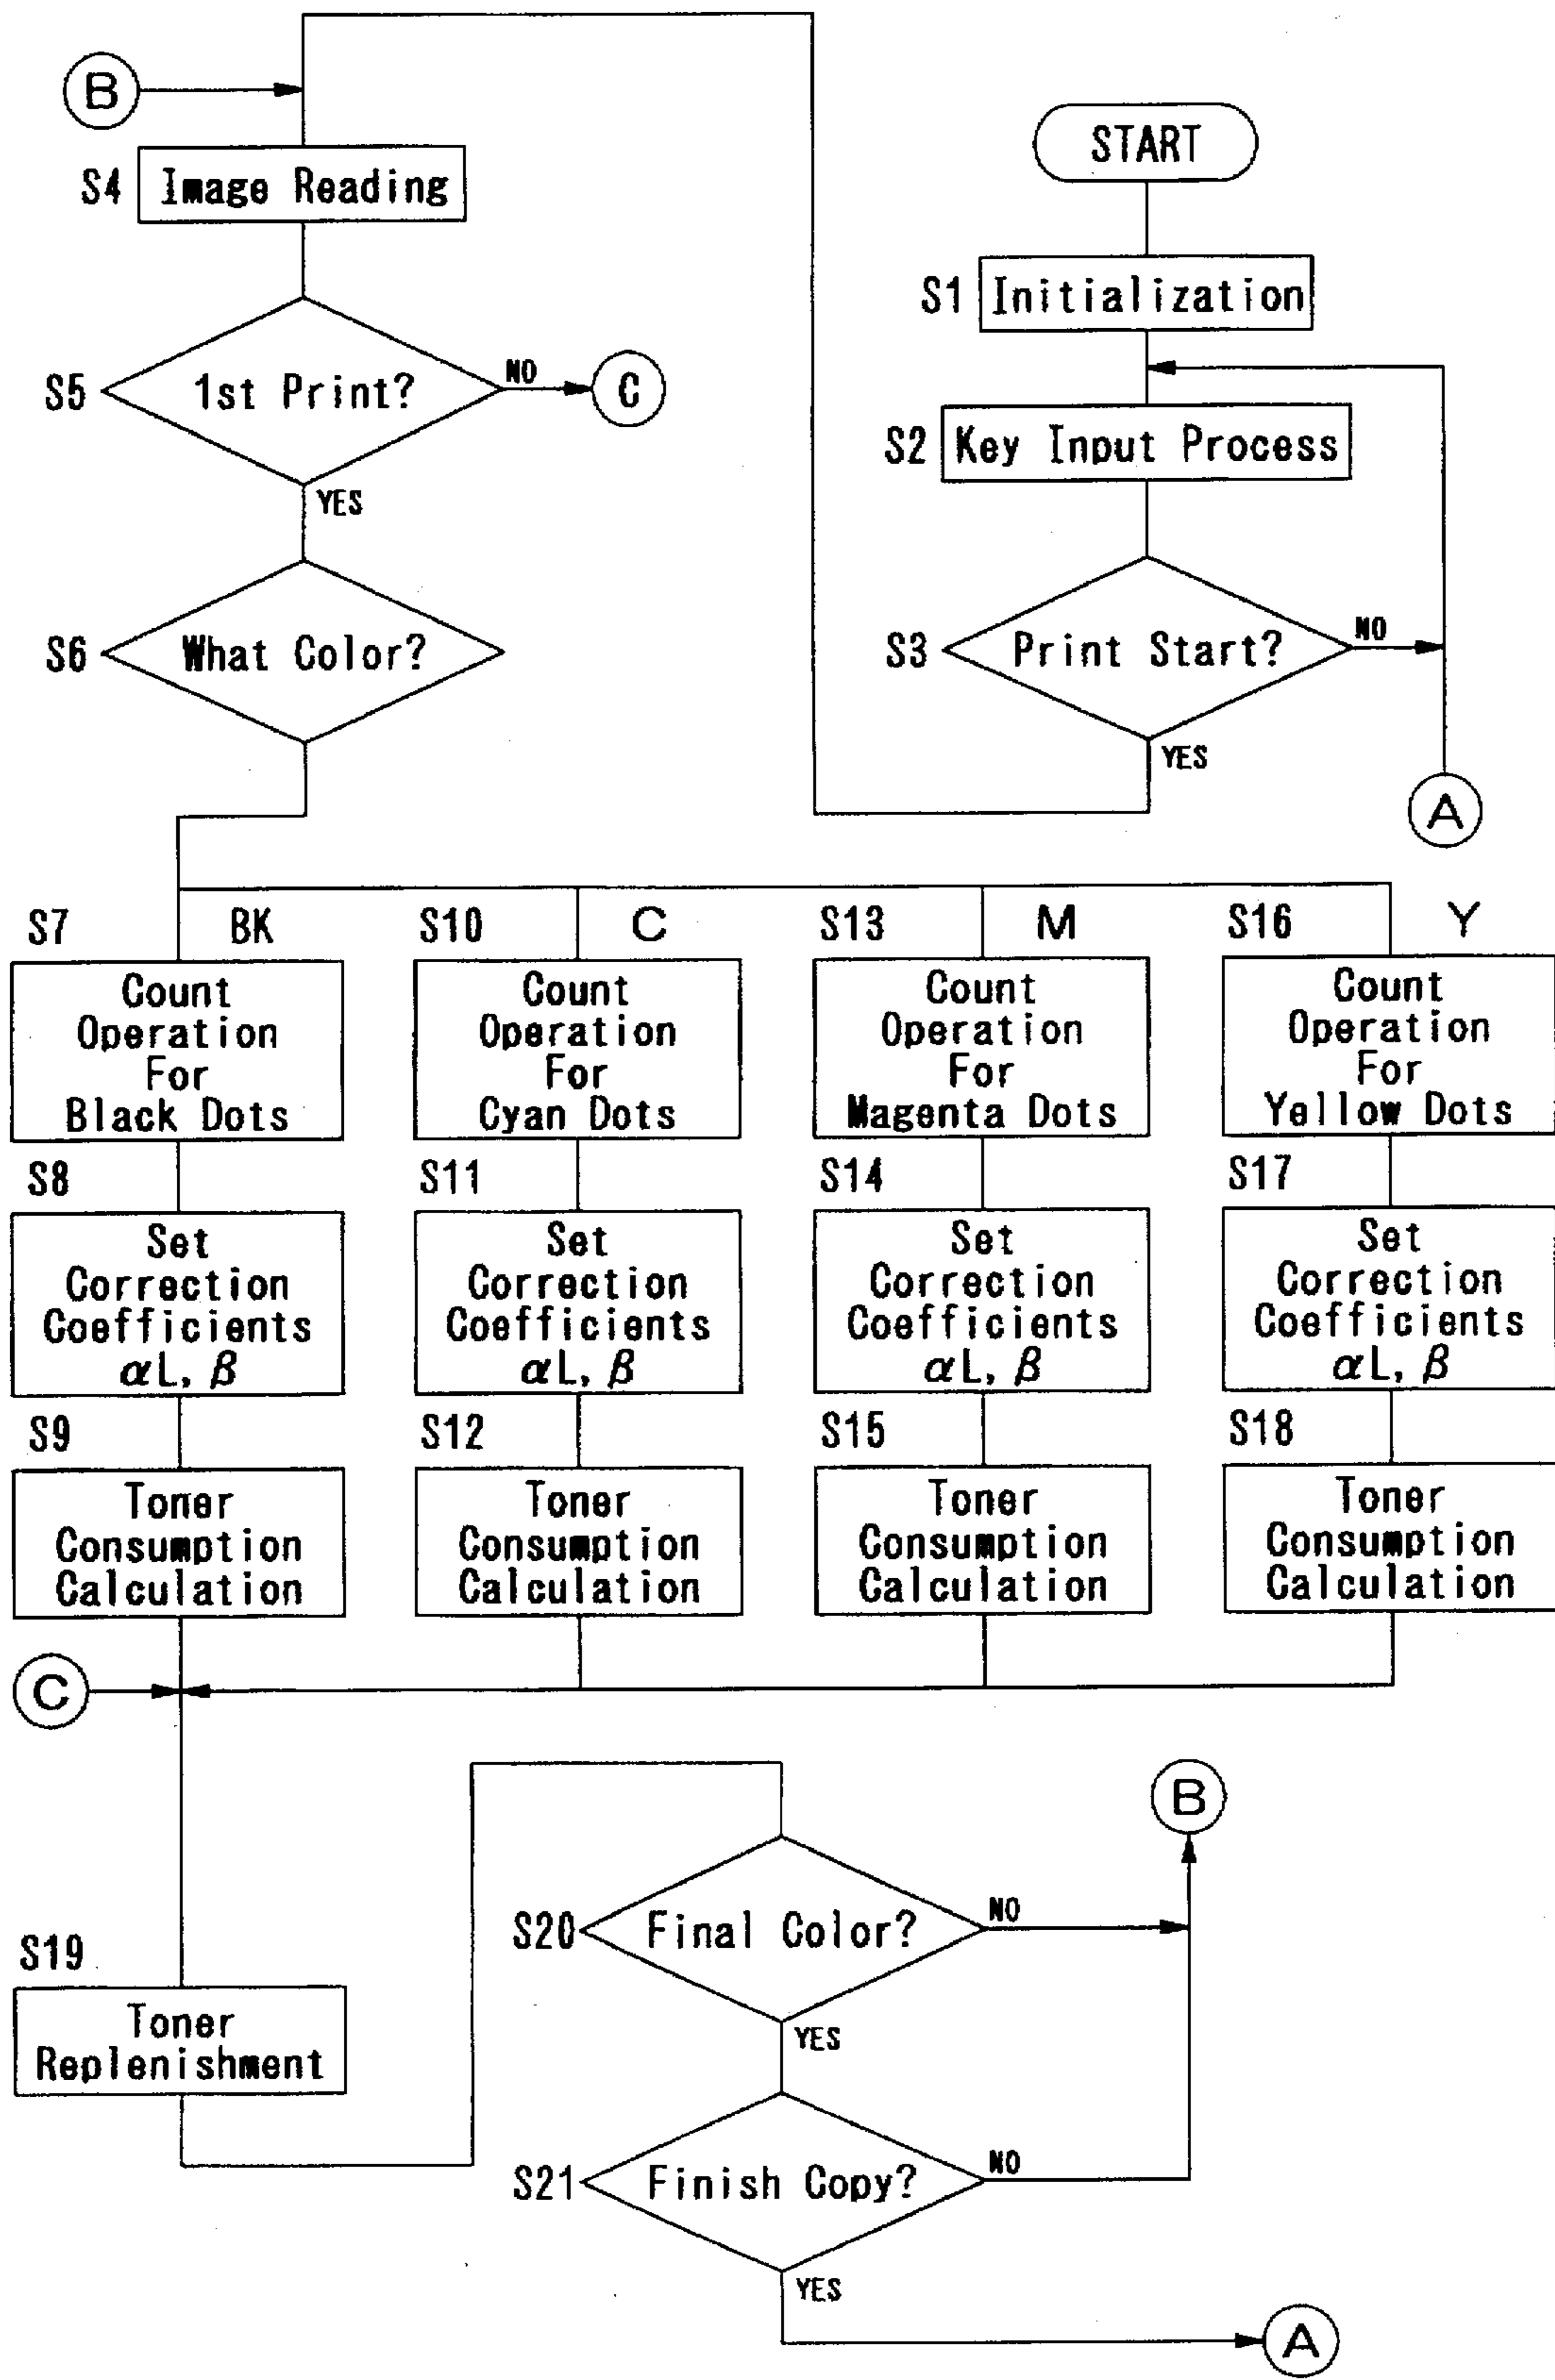 B
S4 Image Reading
S5 1st Print?
NO
C
YES
S6 What Color?
START
S1 Initialization
S2 Key Input Process
S3 Print Start?
NO
YES
A
S7 BK
Count
Operation
For
Black Dots
S8
Set
Correction
Coefficients
αL, β
S9
Toner
Consumption
Calculation
S10 C
Count
Operation
For
Cyan Dots
S11
Set
Correction
Coefficients
αL, β
S12
Toner
Consumption
Calculation
S13 M
Count
Operation
For
Magenta Dots
S14
Set
Correction
Coefficients
αL, β
S15
Toner
Consumption
Calculation
S16 Y
Count
Operation
For
Yellow Dots
S17
Set
Correction
Coefficients
αL, β
S18
Toner
Consumption
Calculation
C
S19
Toner
Replenishment
S20 Final Color?
NO
B
YES
S21 Finish Copy?
NO
YES
A